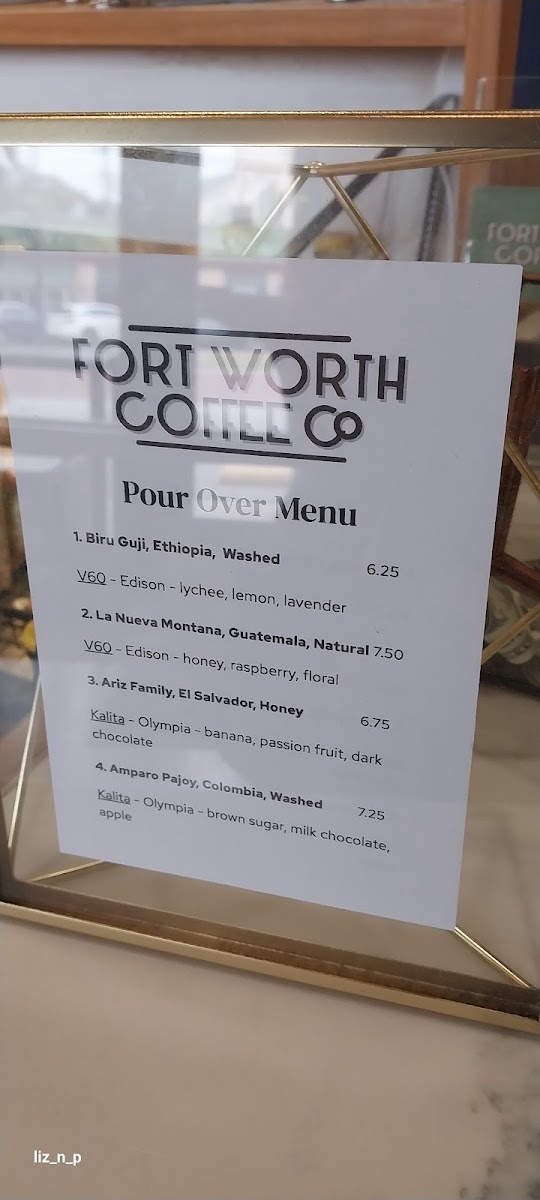 FORT
CO
FORT WORTH
COFFEE CO
Pour Over Menu
1. Biru Guji, Ethiopia, Washed 6.25
V60 - Edison - lychee, lemon, lavender
2. La Nueva Montana, Guatemala, Natural 7.50
V60 - Edison - honey, raspberry, floral
3. Ariz Family, El Salvador, Honey 6.75
Kalita - Olympia - banana, passion fruit, dark
chocolate
4. Amparo Pajoy, Colombia, Washed 7.25
Kalita - Olympia - brown sugar, milk chocolate,
apple
liz_n_p